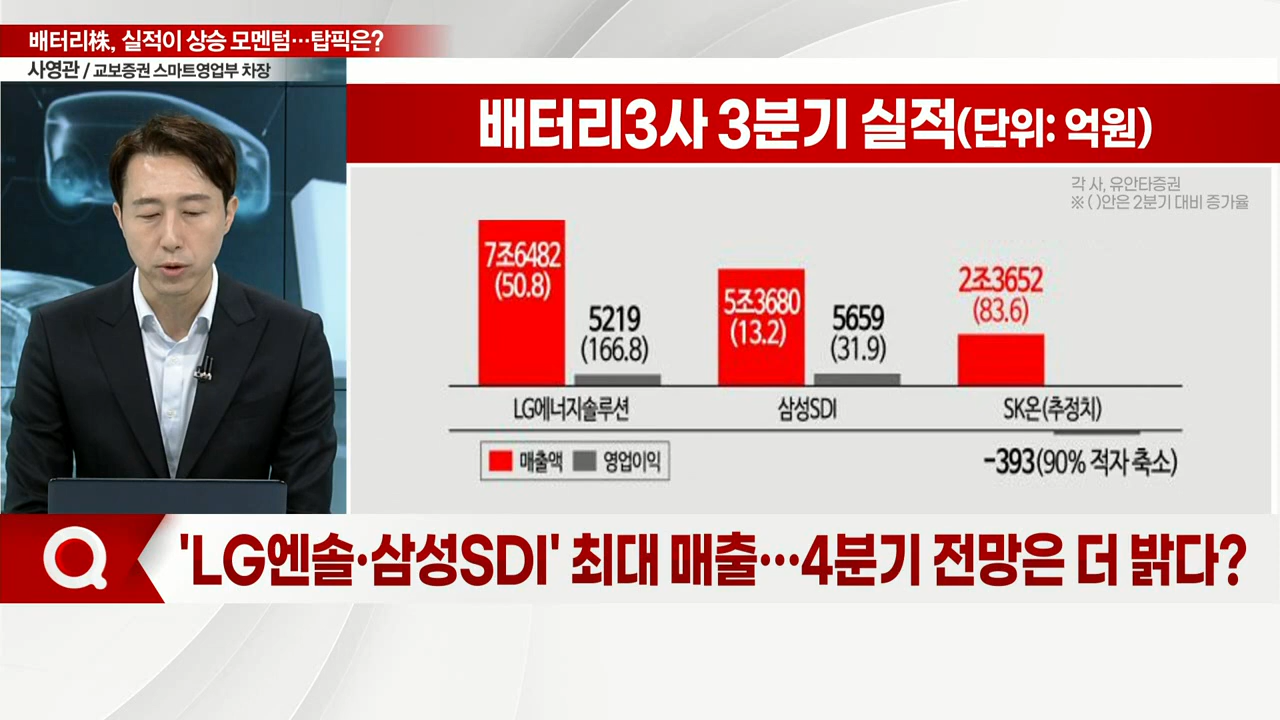 배터리株, 실적이 상승 모멘텀…탑픽은?
사영관 / 교보증권 스마트영업부 차장
배터리3사 3분기 실적(단위: 억원)
각 사, 유안타증권
※ ( )안은 2분기 대비 증가율
7조6482
(50.8)
5219
(166.8)
5조3680
(13.2)
5659
(31.9)
2조3652
(83.6)
LG에너지솔루션
삼성SDI
SK온(추정치)
매출액
영업이익
-393(90% 적자 축소)
Q
'LG엔솔·삼성SDI' 최대 매출…4분기 전망은 더 밝다?